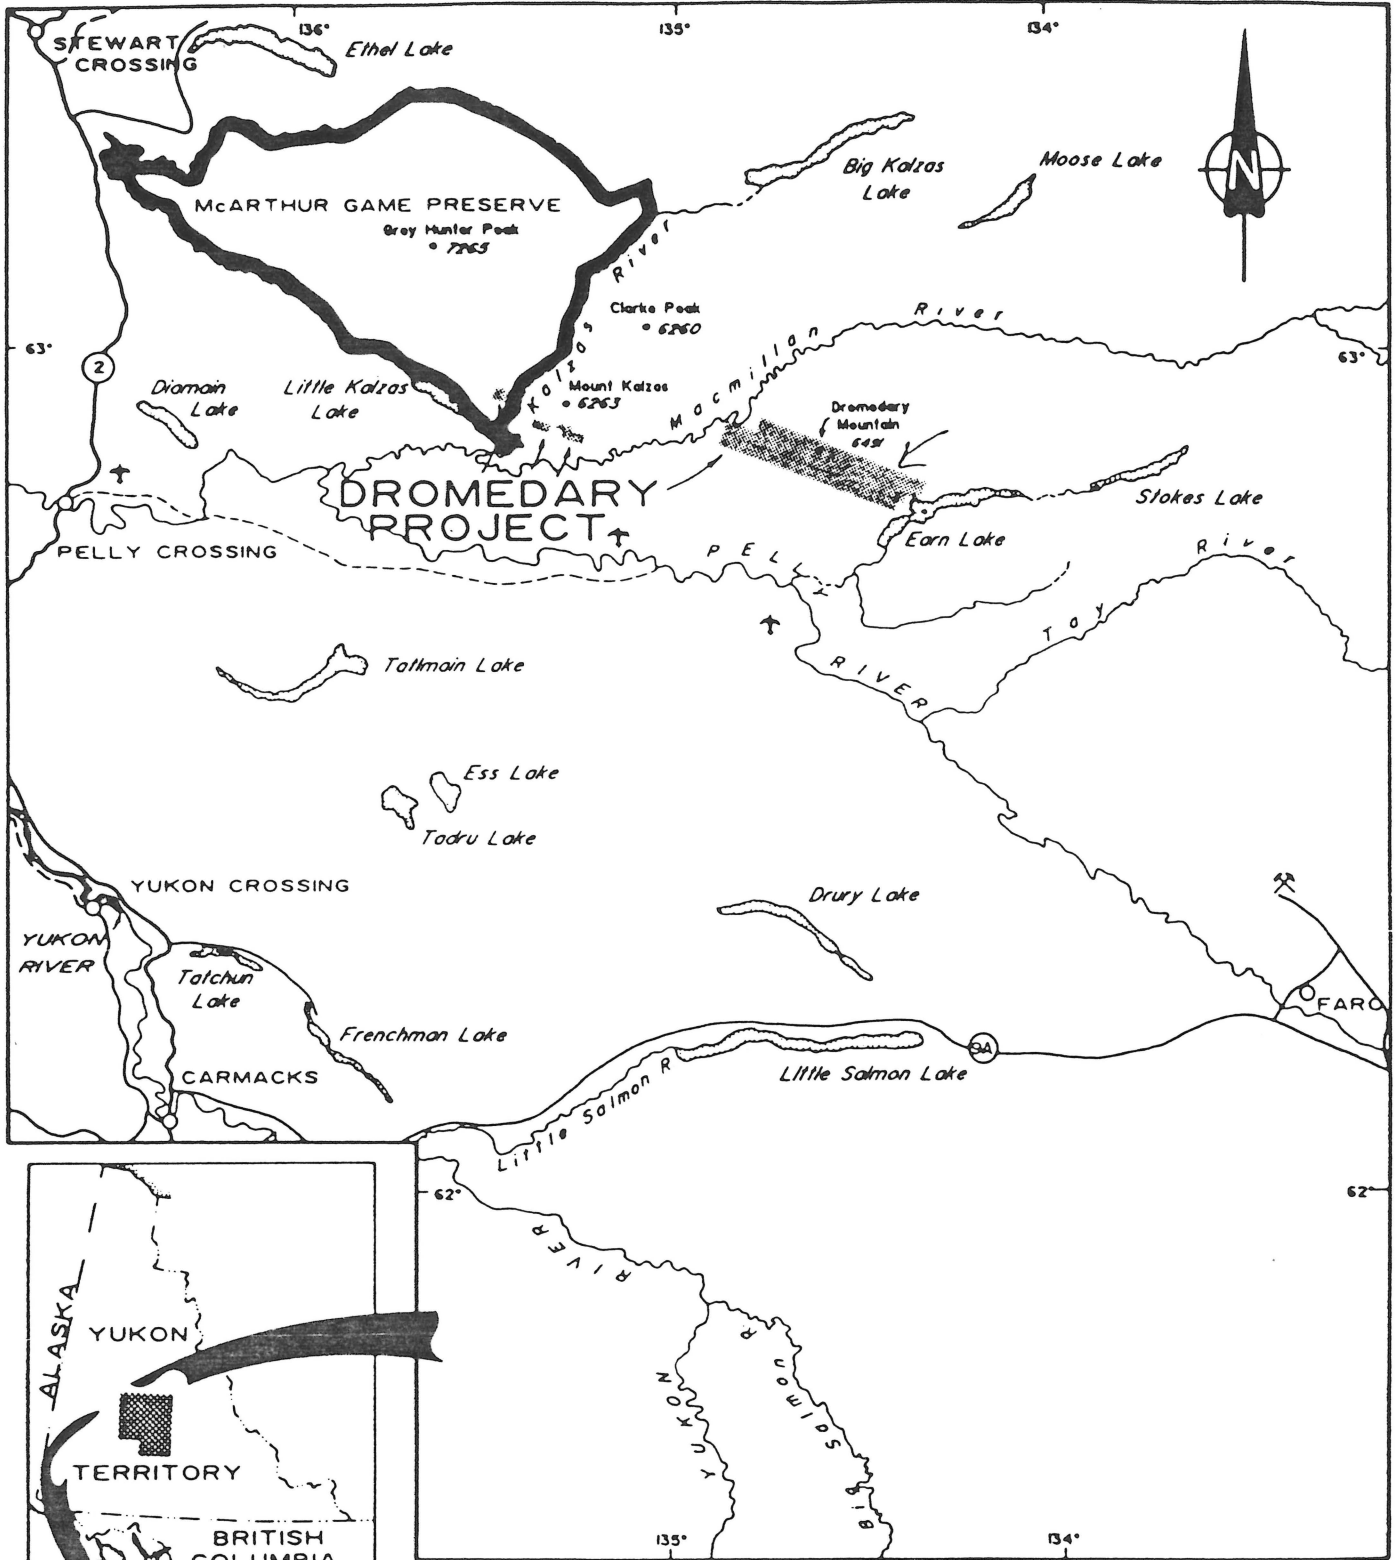 136°
135°
134°
STEWART
CROSSING
Ethel Lake
N
Big Kalzas
Lake
Moose Lake
McARTHUR GAME PRESERVE
Grey Hunter Peak
7265
Kalzas River
Clarke Peak
6260
Macmillan River
63°
63°
2
Diamain
Lake
Little Kalzas
Lake
Mount Kalzas
6263
Dromedary
Mountain
6491
DROMEDARY
PROJECT
Stokes Lake
PELLY CROSSING
Earn Lake
PELLY RIVER
Tay River
Tatlmain Lake
Ess Lake
Tadru Lake
YUKON CROSSING
Drury Lake
YUKON
RIVER
Tatchun
Lake
FARO
Frenchman Lake
9A
CARMACKS
Little Salmon Lake
Little Salmon R
62°
62°
YUKON RIVER
Big Salmon R
135°
134°
ALASKA
YUKON
TERRITORY
BRITISH
COLUMBIA